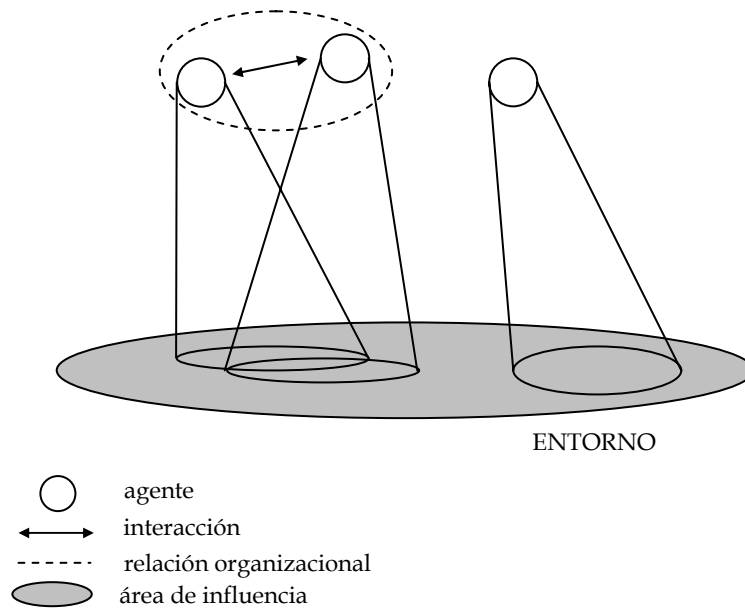 ENTORNO
agente
interacción
relación organizacional
área de influencia